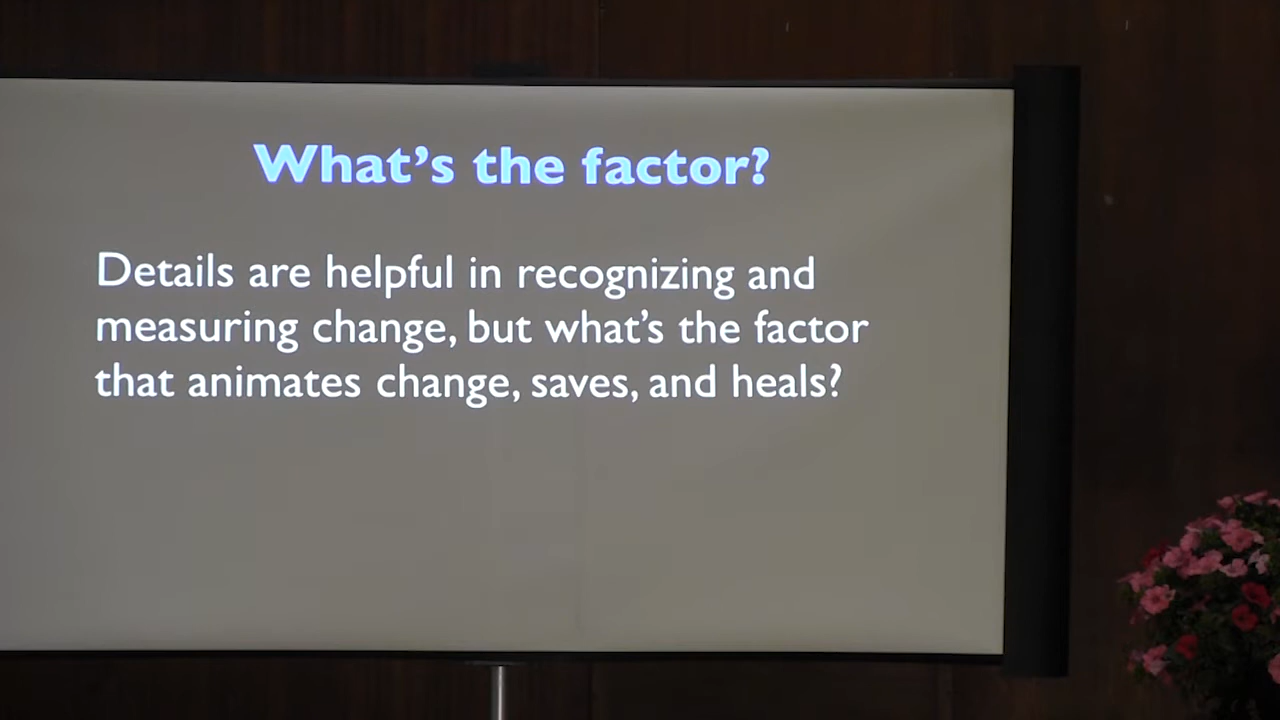 What’s the factor?
Details are helpful in recognizing and
measuring change, but what’s the factor
that animates change, saves, and heals?